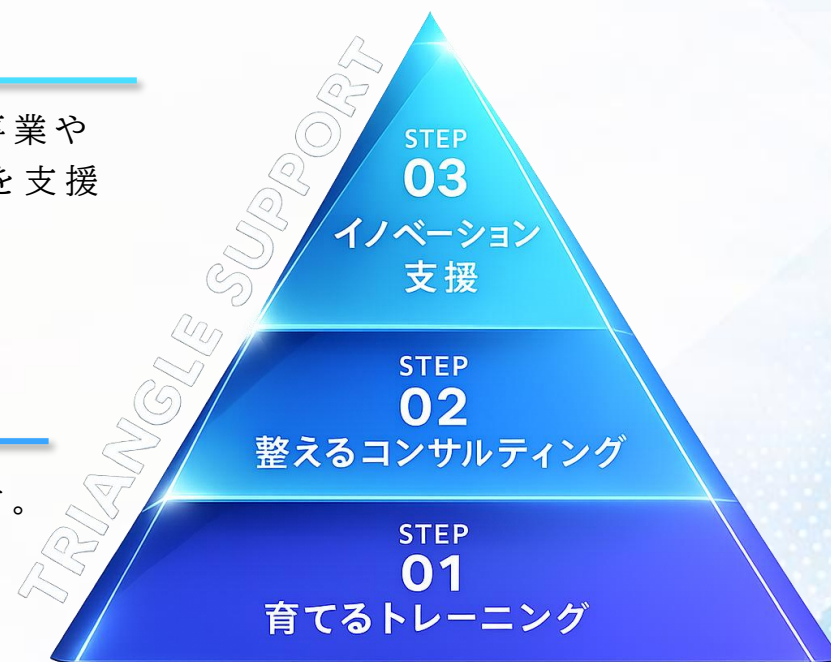 業や
を支援
。
TRIANGLE SUPPORT
STEP
03
イノベーション
支援
STEP
02
整えるコンサルティング
STEP
01
育てるトレーニング